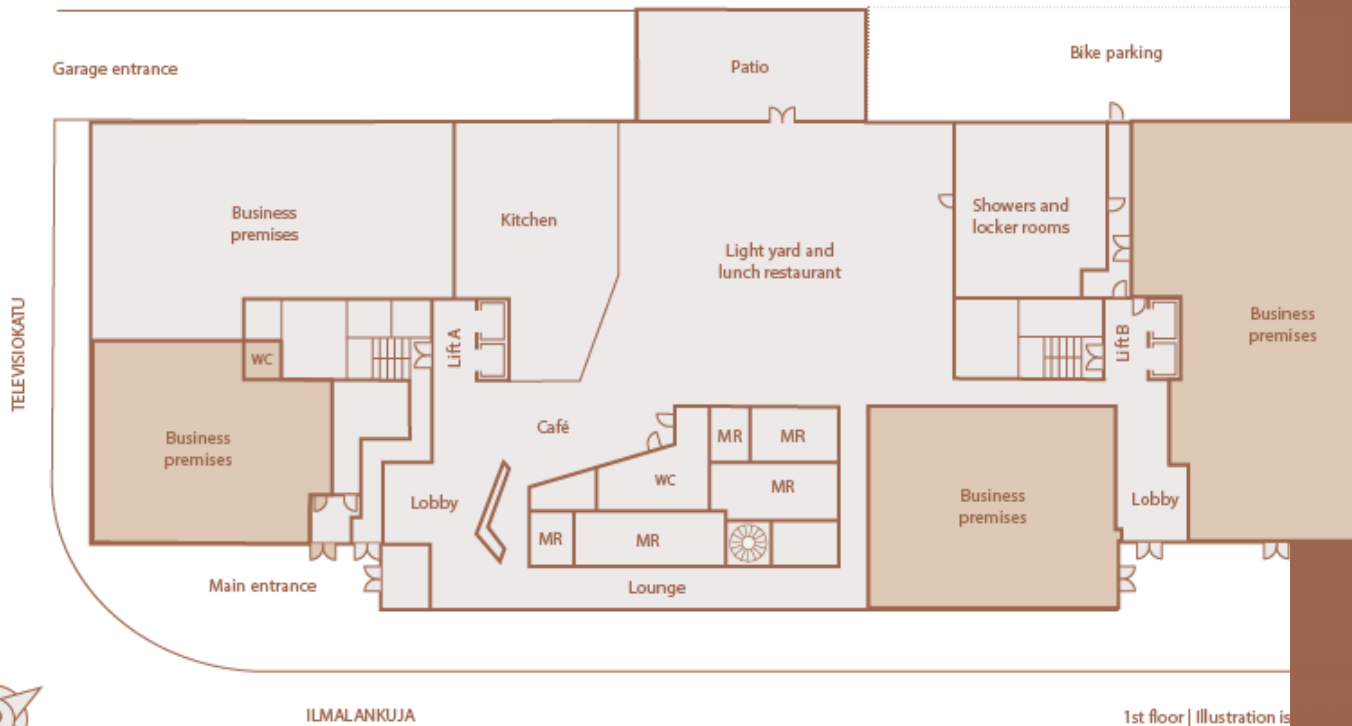 Garage entrance
Patio
Bike parking
Business
premises
Kitchen
Light yard and
lunch restaurant
Showers and
locker rooms
Business
premises
TELEVISIOKATU
WC
Lift A
Lift B
Business
premises
Café
MR
MR
WC
MR
Lobby
Business
premises
Lobby
MR
MR
Main entrance
Lounge
ILMALANKUJA
1st floor | Illustration is